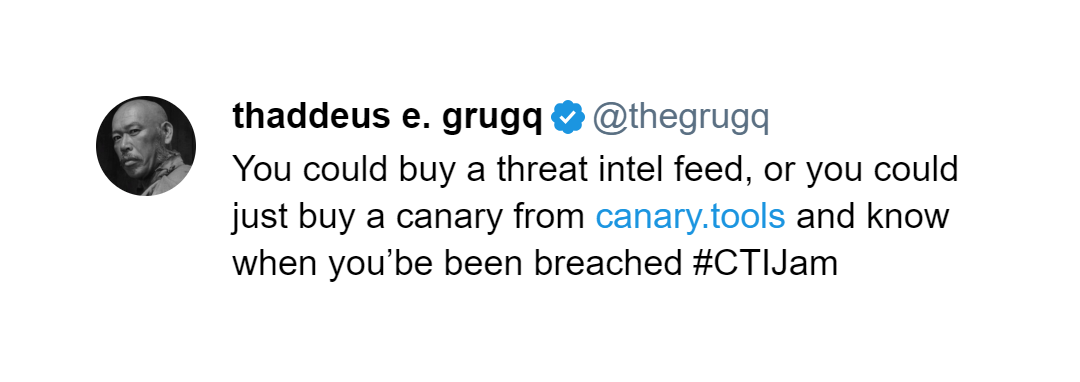 thaddeus e. grugq @thegrugq
You could buy a threat intel feed, or you could
just buy a canary from canary.tools and know
when you’be been breached #CTIJam